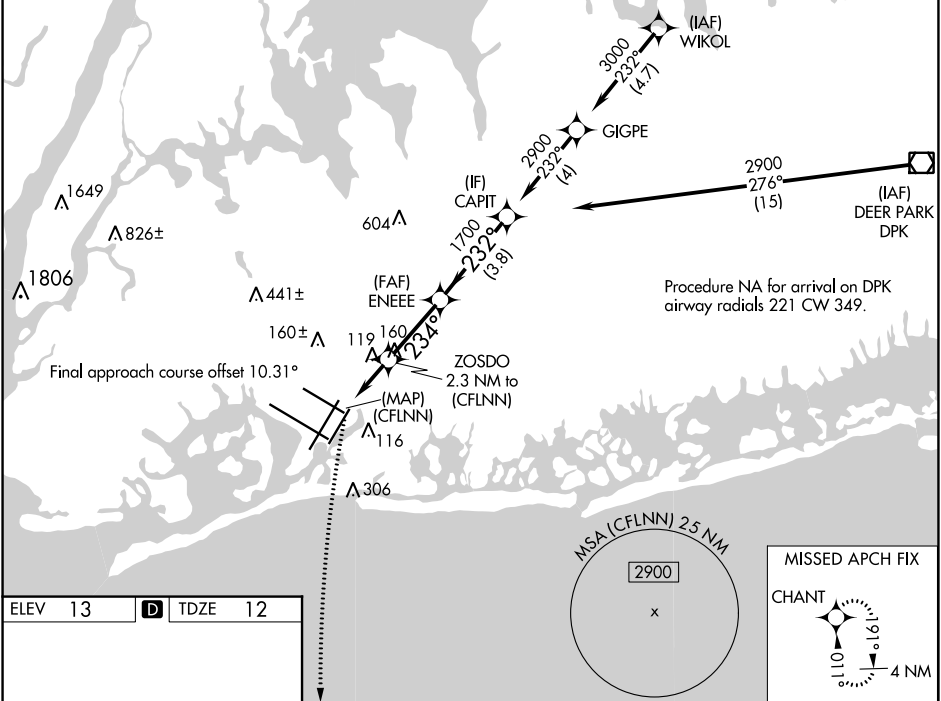 (IAF)
WIKOL
3000
232°
(4.7)
GIGPE
2900
232°
(4)
2900
276°
(15)
(IAF)
DEER PARK
DPK
(IF)
CAPIT
1649
604
826±
1700
232°
(3.8)
1806
441±
(FAF)
ENEEE
Procedure NA for arrival on DPK
airway radials 221 CW 349.
160±
119
160
234°
ZOSDO
2.3 NM to
(CFLNN)
Final approach course offset 10.31°
(MAP)
(CFLNN)
116
306
MSA (CFLNN) 25 NM
2900
x
MISSED APCH FIX
CHANT
191°
011°
4 NM
ELEV 13 D TDZE 12